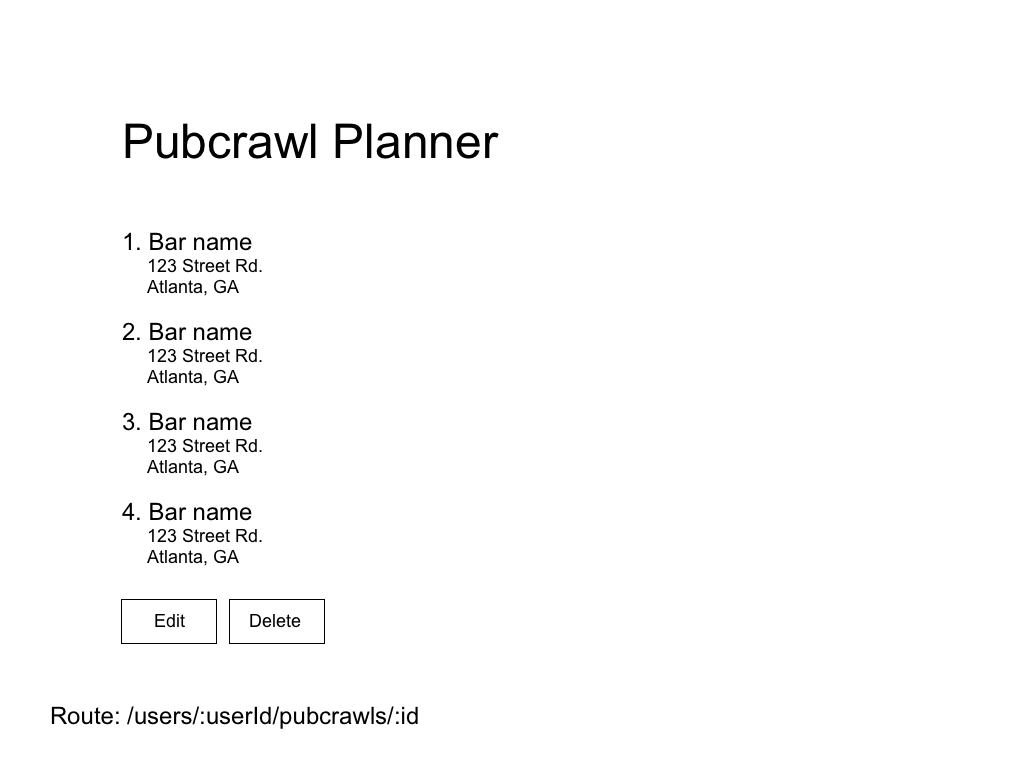 Pubcrawl Planner
1. Bar name
123 Street Rd.
Atlanta, GA
2. Bar name
123 Street Rd.
Atlanta, GA
3. Bar name
123 Street Rd.
Atlanta, GA
4. Bar name
123 Street Rd.
Atlanta, GA
Edit Delete
Route: /users/:userId/pubcrawls/:id